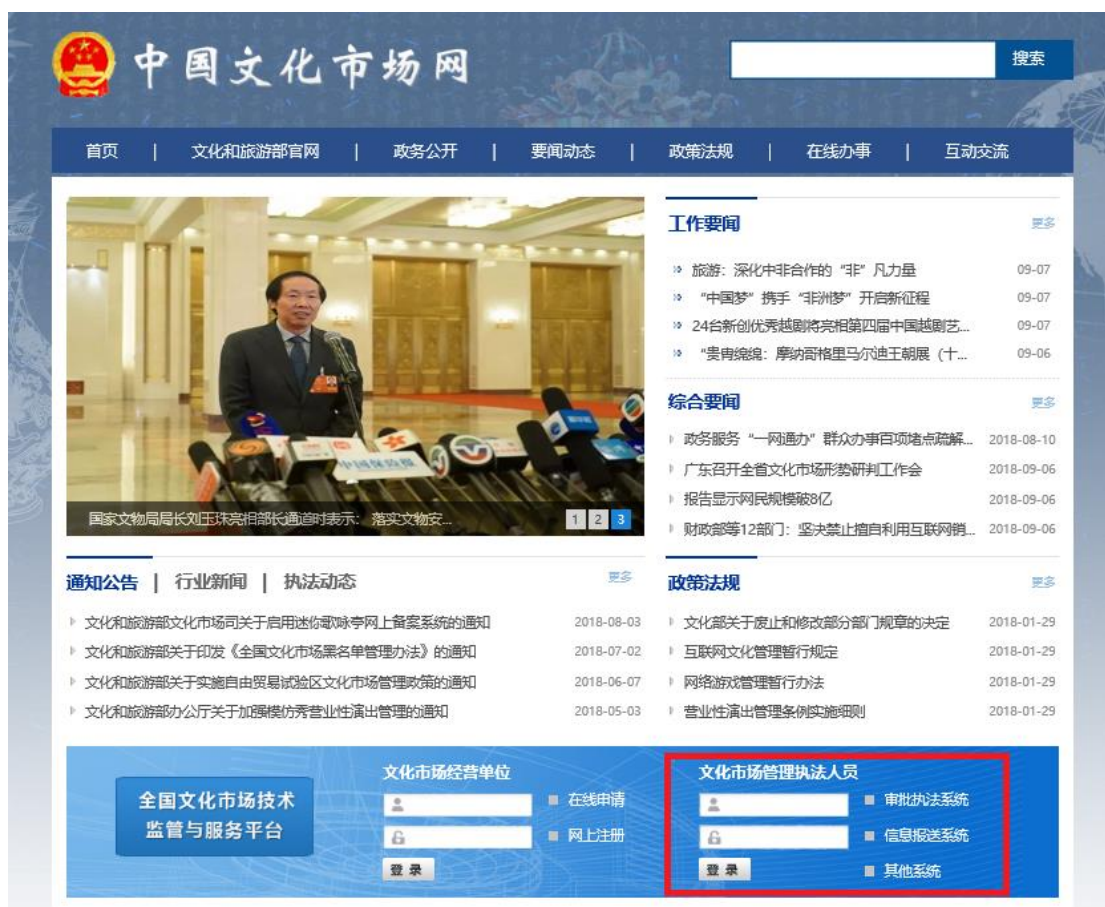 中国文化市场网
搜索
首页 | 文化和旅游部官网 | 政务公开 | 要闻动态 | 政策法规 | 在线办事 | 互动交流
中国保险报
国家文物局局长刘玉珠亮相部长通道时表示: 落实文物安...
1 2 3
工作要闻 更多
旅游:深化中非合作的“非”凡力量 09-07
“中国梦”携手“非洲梦”开启新征程 09-07
24台新创优秀越剧将亮相第四届中国越剧艺... 09-07
“贵胄绵绵:摩纳哥格里马尔迪王朝展(十... 09-06
综合要闻 更多
政务服务“一网通办”群众办事百项堵点疏解... 2018-08-10
广东召开全省文化市场形势研判工作会 2018-09-06
报告显示网民规模破8亿 2018-09-06
财政部等12部门:坚决禁止擅自利用互联网销... 2018-09-06
通知公告 | 行业新闻 | 执法动态 更多
文化和旅游部文化市场司关于启用迷你歌咏亭网上备案系统的通知 2018-08-03
文化和旅游部关于印发《全国文化市场黑名单管理办法》的通知 2018-07-02
文化和旅游部关于实施自由贸易试验区文化市场管理政策的通知 2018-06-07
文化和旅游部办公厅关于加强模仿秀营业性演出管理的通知 2018-05-03
政策法规 更多
文化部关于废止和修改部分部门规章的决定 2018-01-29
互联网文化管理暂行规定 2018-01-29
网络游戏管理暂行办法 2018-01-29
营业性演出管理条例实施细则 2018-01-29
全国文化市场技术
监管与服务平台
文化市场经营单位
在线申请
网上注册
登 录
文化市场管理执法人员
审批执法系统
信息报送系统
登 录
其他系统